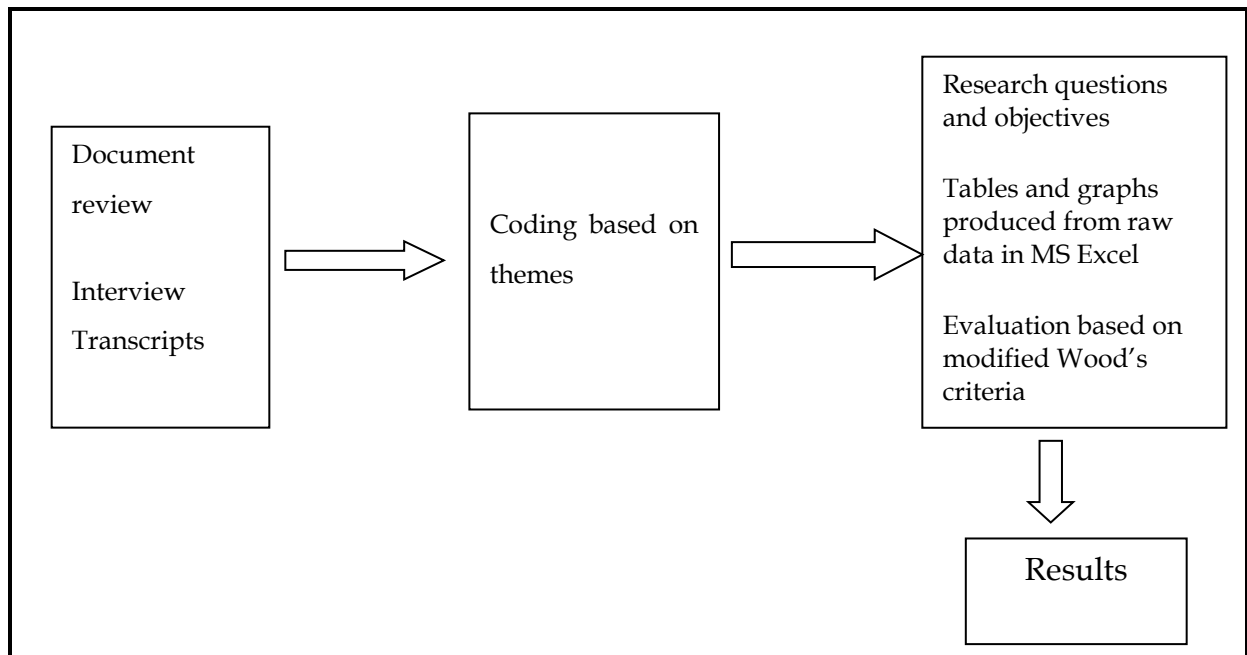 Document
review
Interview
Transcripts
Coding based on
themes
Research questions
and objectives
Tables and graphs
produced from raw
data in MS Excel
Evaluation based on
modified Wood’s
criteria
Results